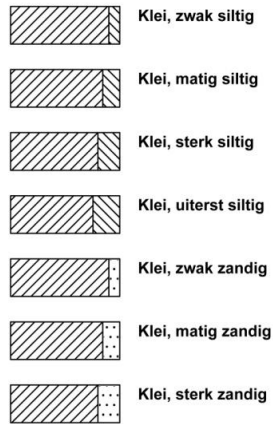 Klei, zwak siltig
Klei, matig siltig
Klei, sterk siltig
Klei, uiterst siltig
Klei, zwak zandig
Klei, matig zandig
Klei, sterk zandig